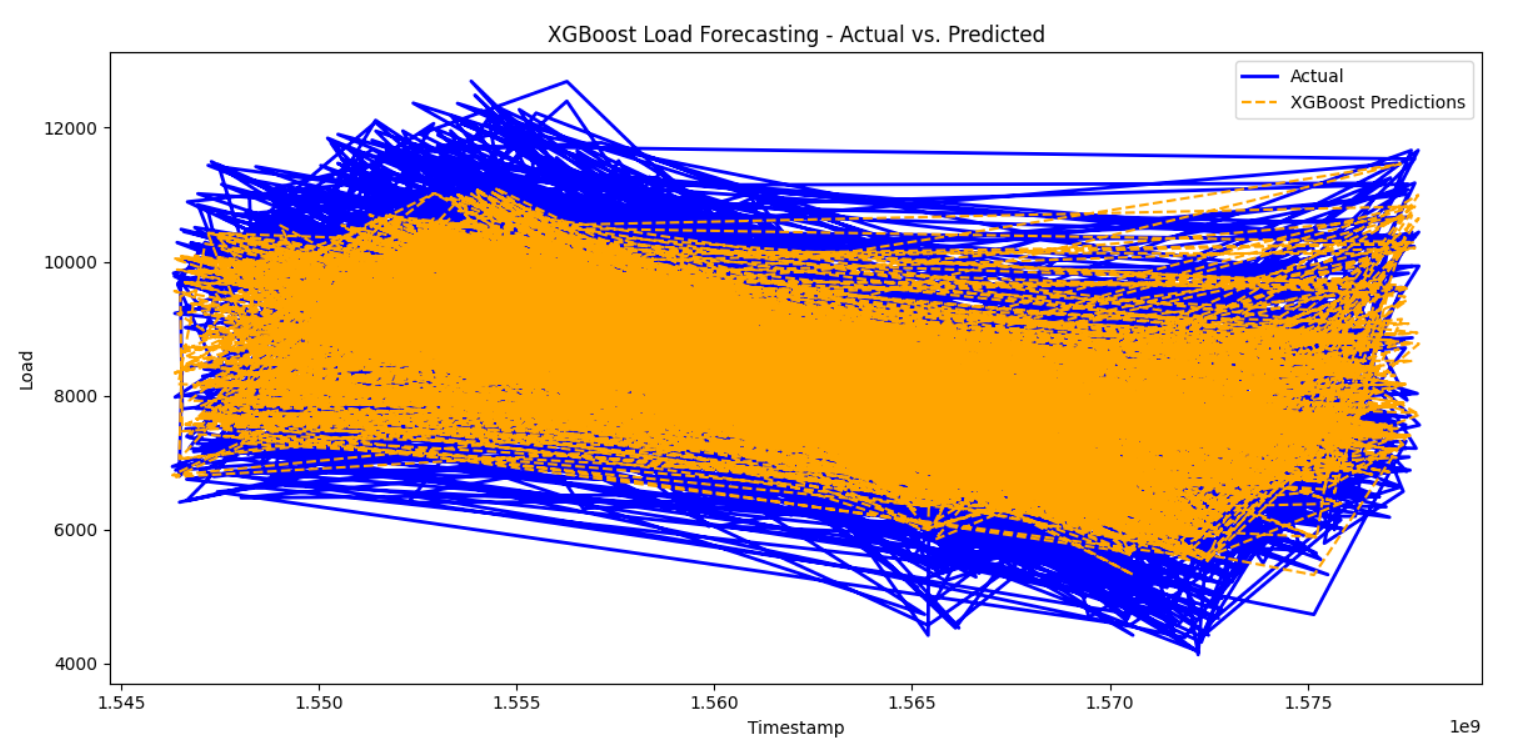 XGBoost Load Forecasting - Actual vs. Predicted
Actual
XGBoost Predictions
12000
10000
8000
6000
4000
Load
1.545 1.550 1.555 1.560 1.565 1.570 1.575
1e9
Timestamp